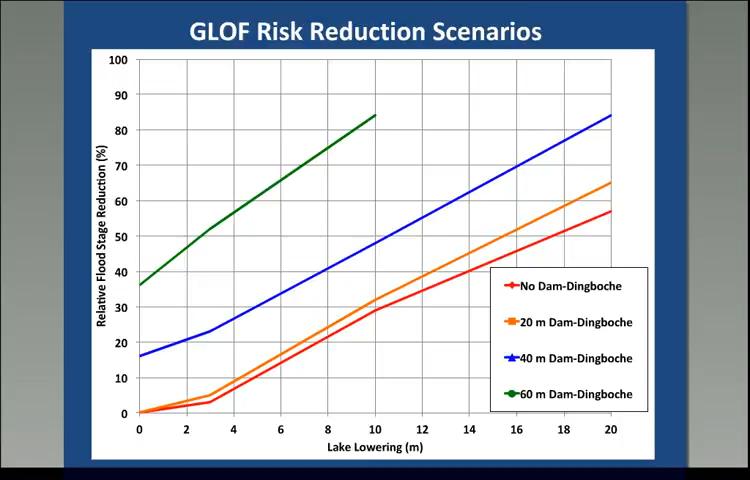 GLOF Risk Reduction Scenarios
100
90
80
70
60
50
40
30
20
10
0
Relative Flood Stage Reduction (%)
0 2 4 6 8 10 12 14 16 18 20
Lake Lowering (m)
No Dam-Dingboche
20 m Dam-Dingboche
40 m Dam-Dingboche
60 m Dam-Dingboche